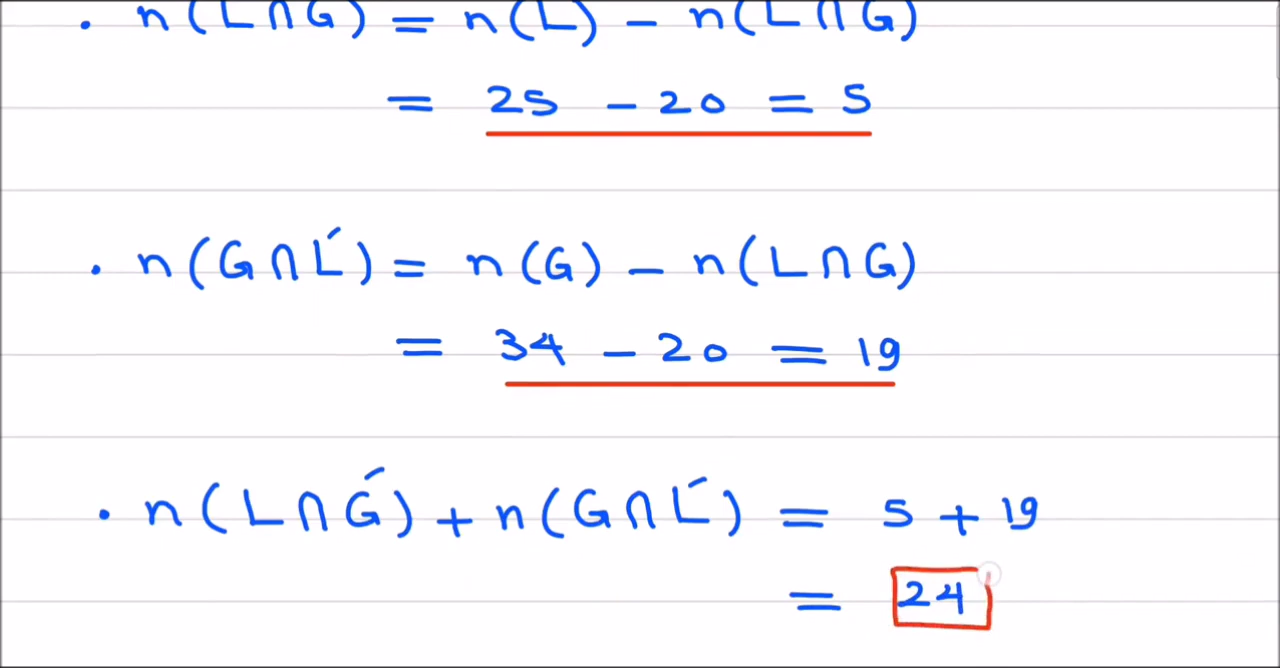 . n(L∩G) = n(L) - n(L∩G)
= 25 - 20 = 5
. n(G∩L') = n(G) - n(L∩G)
= 34 - 20 = 19
. n(L∩G') + n(G∩L') = 5 + 19
= 24